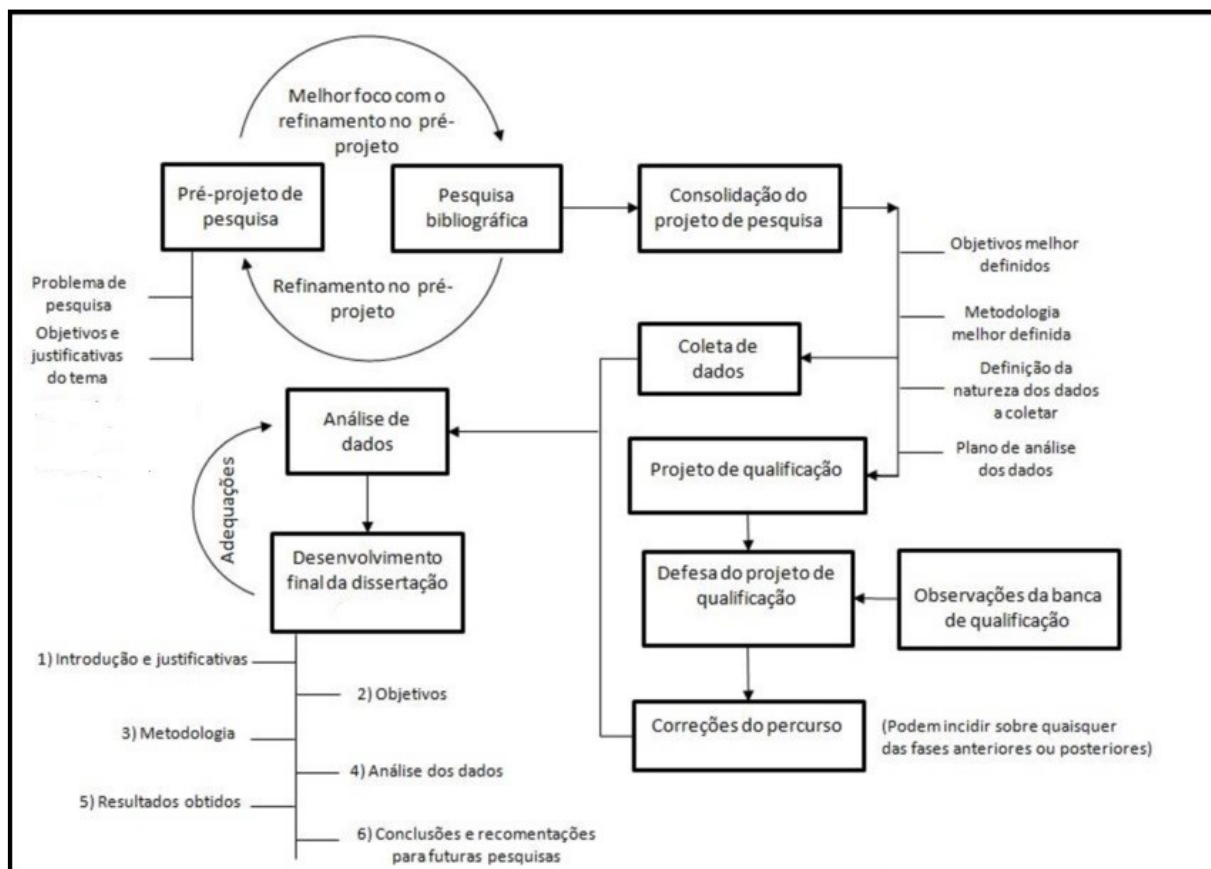 Melhor foco com o
refinamento no pré-
projeto
Pré-projeto de
pesquisa
Pesquisa
bibliográfica
Consolidação do
projeto de pesquisa
Refinamento no pré-
projeto
Problema de
pesquisa
Objetivos e
justificativas
do tema
Objetivos melhor
definidos
Metodologia
melhor definida
Definição da
natureza dos dados
a coletar
Plano de análise
dos dados
Coleta de
dados
Análise de
dados
Adequações
Desenvolvimento
final da dissertação
Projeto de qualificação
Defesa do projeto de
qualificação
Observações da banca
de qualificação
Correções do percurso
(Podem incidir sobre quaisquer
das fases anteriores ou posteriores)
1) Introdução e justificativas
2) Objetivos
3) Metodologia
4) Análise dos dados
5) Resultados obtidos
6) Conclusões e recomentações
para futuras pesquisas